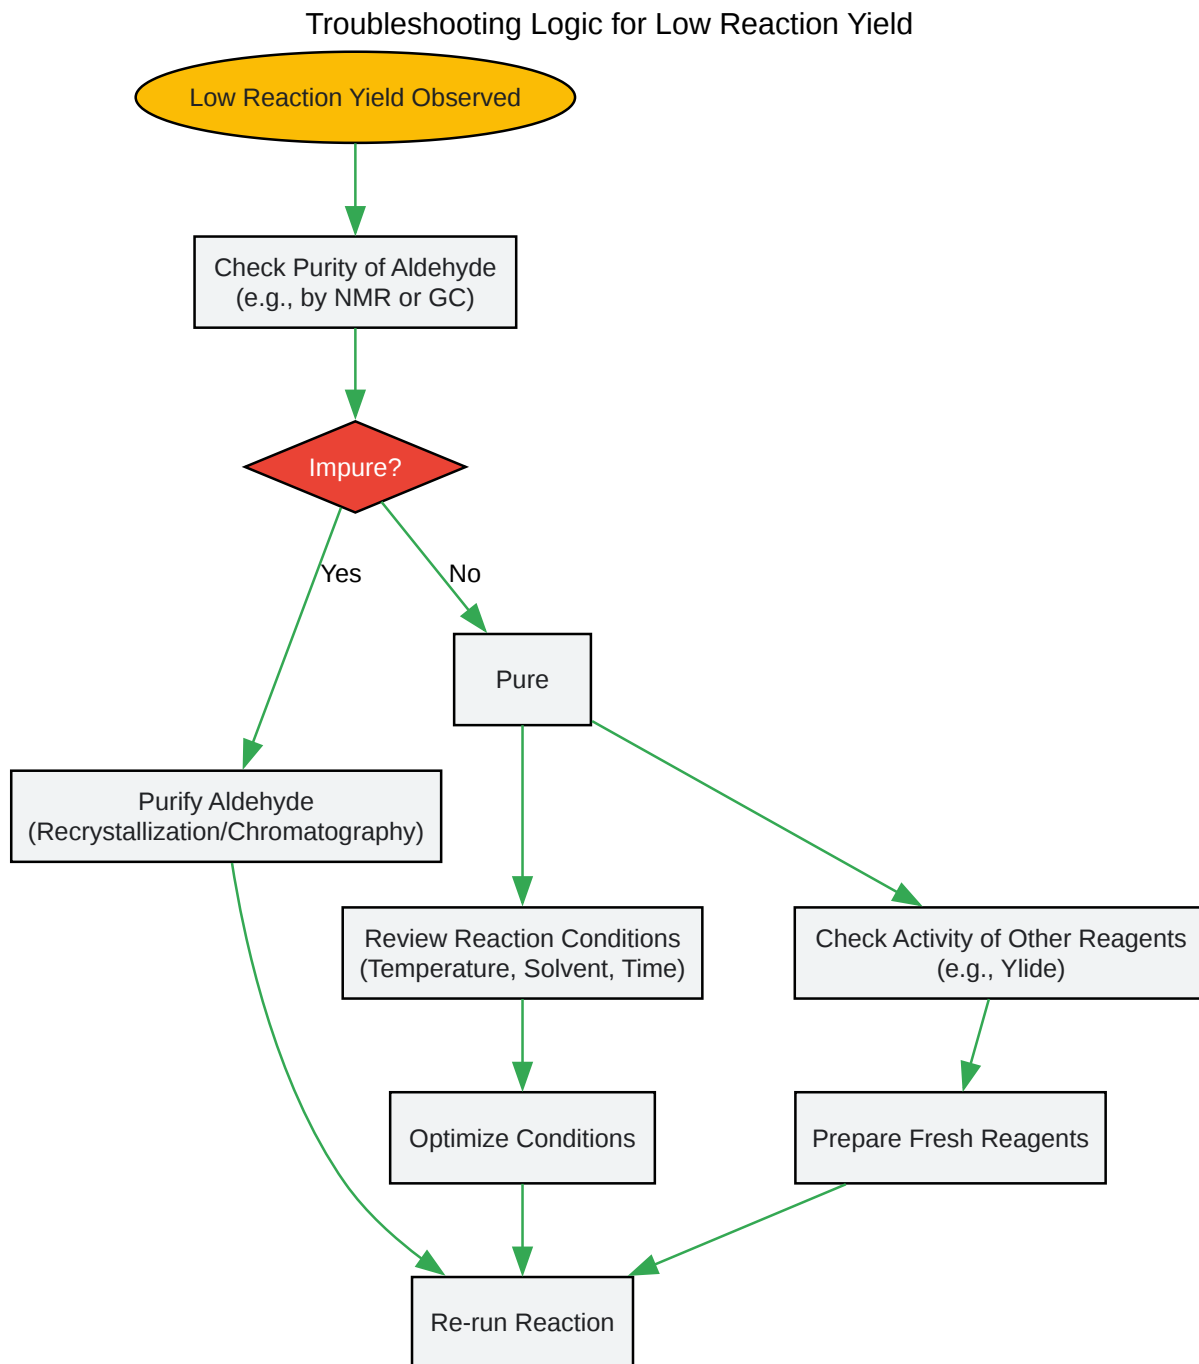 Troubleshooting Logic for Low Reaction Yield
Low Reaction Yield Observed
Check Purity of Aldehyde
(e.g., by NMR or GC)
Impure?
Yes
No
Pure
Purify Aldehyde
(Recrystallization/Chromatography)
Review Reaction Conditions
(Temperature, Solvent, Time)
Check Activity of Other Reagents
(e.g., Ylide)
Optimize Conditions
Prepare Fresh Reagents
Re-run Reaction